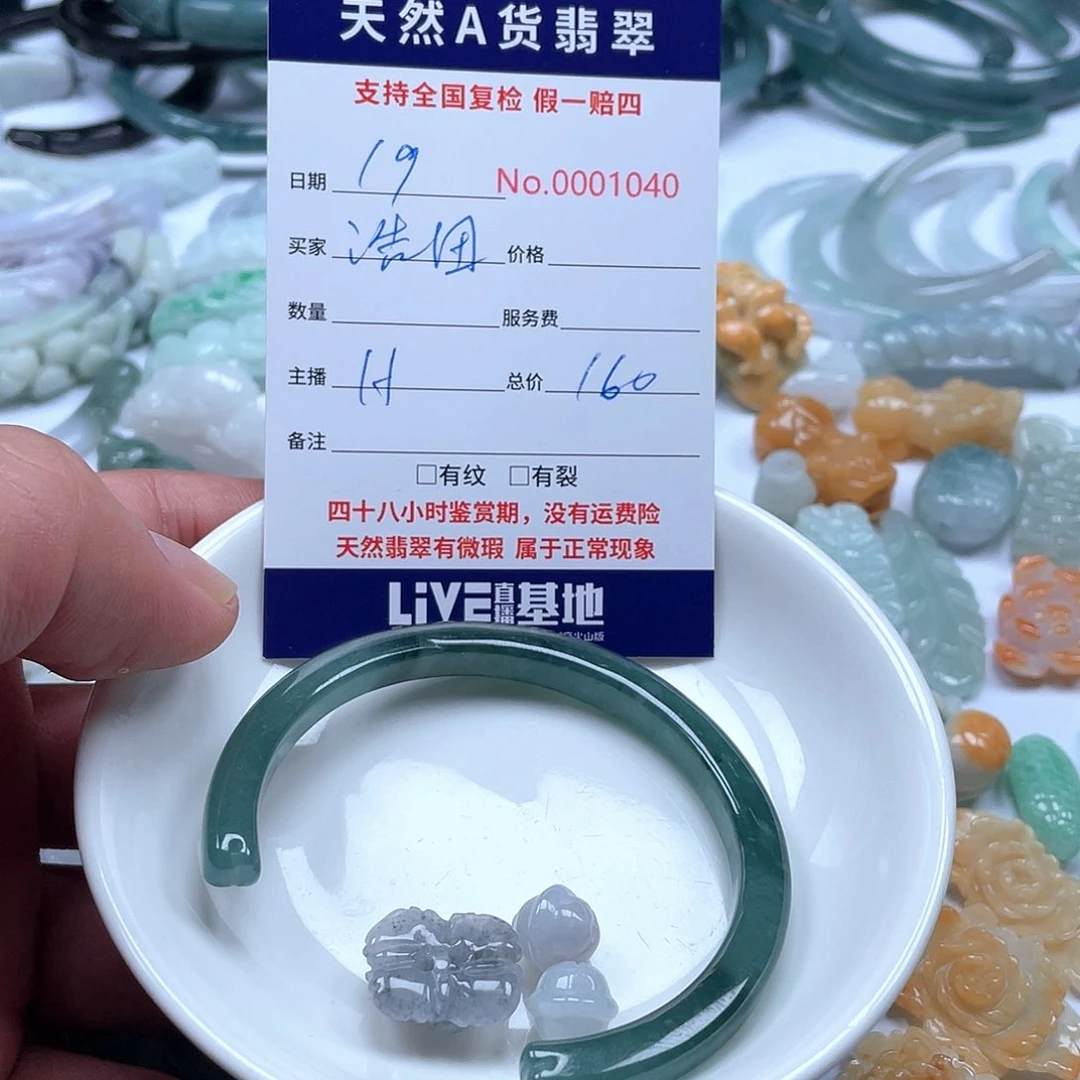 天然A货翡翠
支持全国复检 假一赔四
日期 19 No.0001040
买家 浩团 价格
数量 服务费
主播 H 总价 160
备注
□有纹 □有裂
四十八小时鉴赏期，没有运费险
天然翡翠有微瑕 属于正常现象
LiVE直播基地
火山版